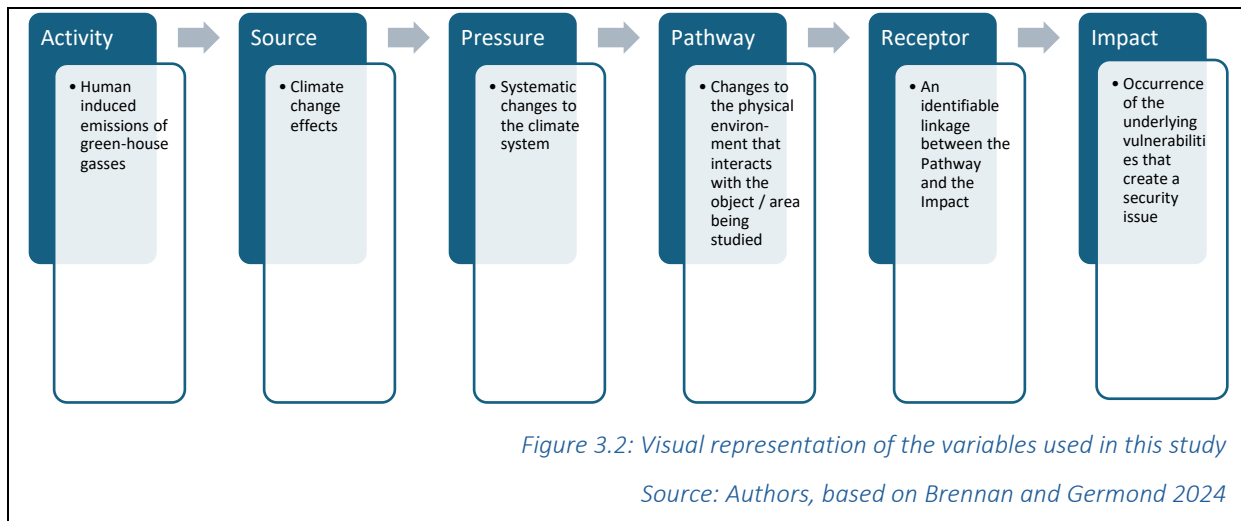 Activity
• Human
induced
emissions of
green-house
gasses
Source
• Climate
change
effects
Pressure
• Systematic
changes to
the climate
system
Pathway
• Changes to
the physical
environ-
ment that
interacts
with the
object / area
being
studied
Receptor
• An
identifiable
linkage
between the
Pathway
and the
Impact
Impact
• Occurrence
of the
underlying
vulnerabiliti
es that
create a
security
issue
Figure 3.2: Visual representation of the variables used in this study
Source: Authors, based on Brennan and Germond 2024